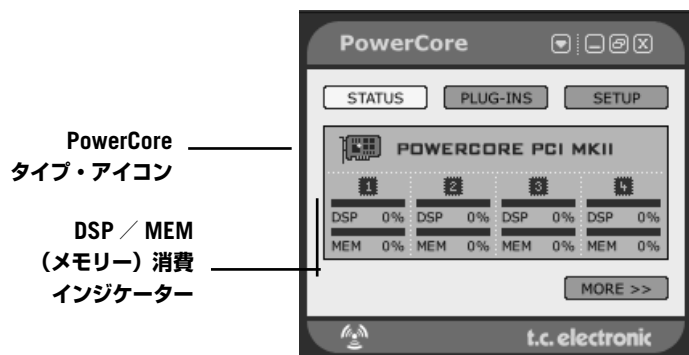 PowerCore
STATUS PLUG-INS SETUP
PowerCore
タイプ・アイコン
POWERCORE PCI MKII
1 2 3 4
DSP 0% DSP 0% DSP 0% DSP 0%
MEM 0% MEM 0% MEM 0% MEM 0%
DSP ／ MEM
（メモリー）消費
インジケーター
MORE >>
t.c. electronic